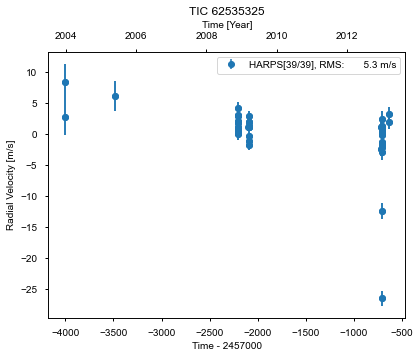 TIC 62535325
Time [Year]
2004 2006 2008 2010 2012
HARPS[39/39], RMS: 5.3 m/s
Radial Velocity [m/s]
10
5
0
−5
−10
−15
−20
−25
−4000 −3500 −3000 −2500 −2000 −1500 −1000 −500
Time - 2457000